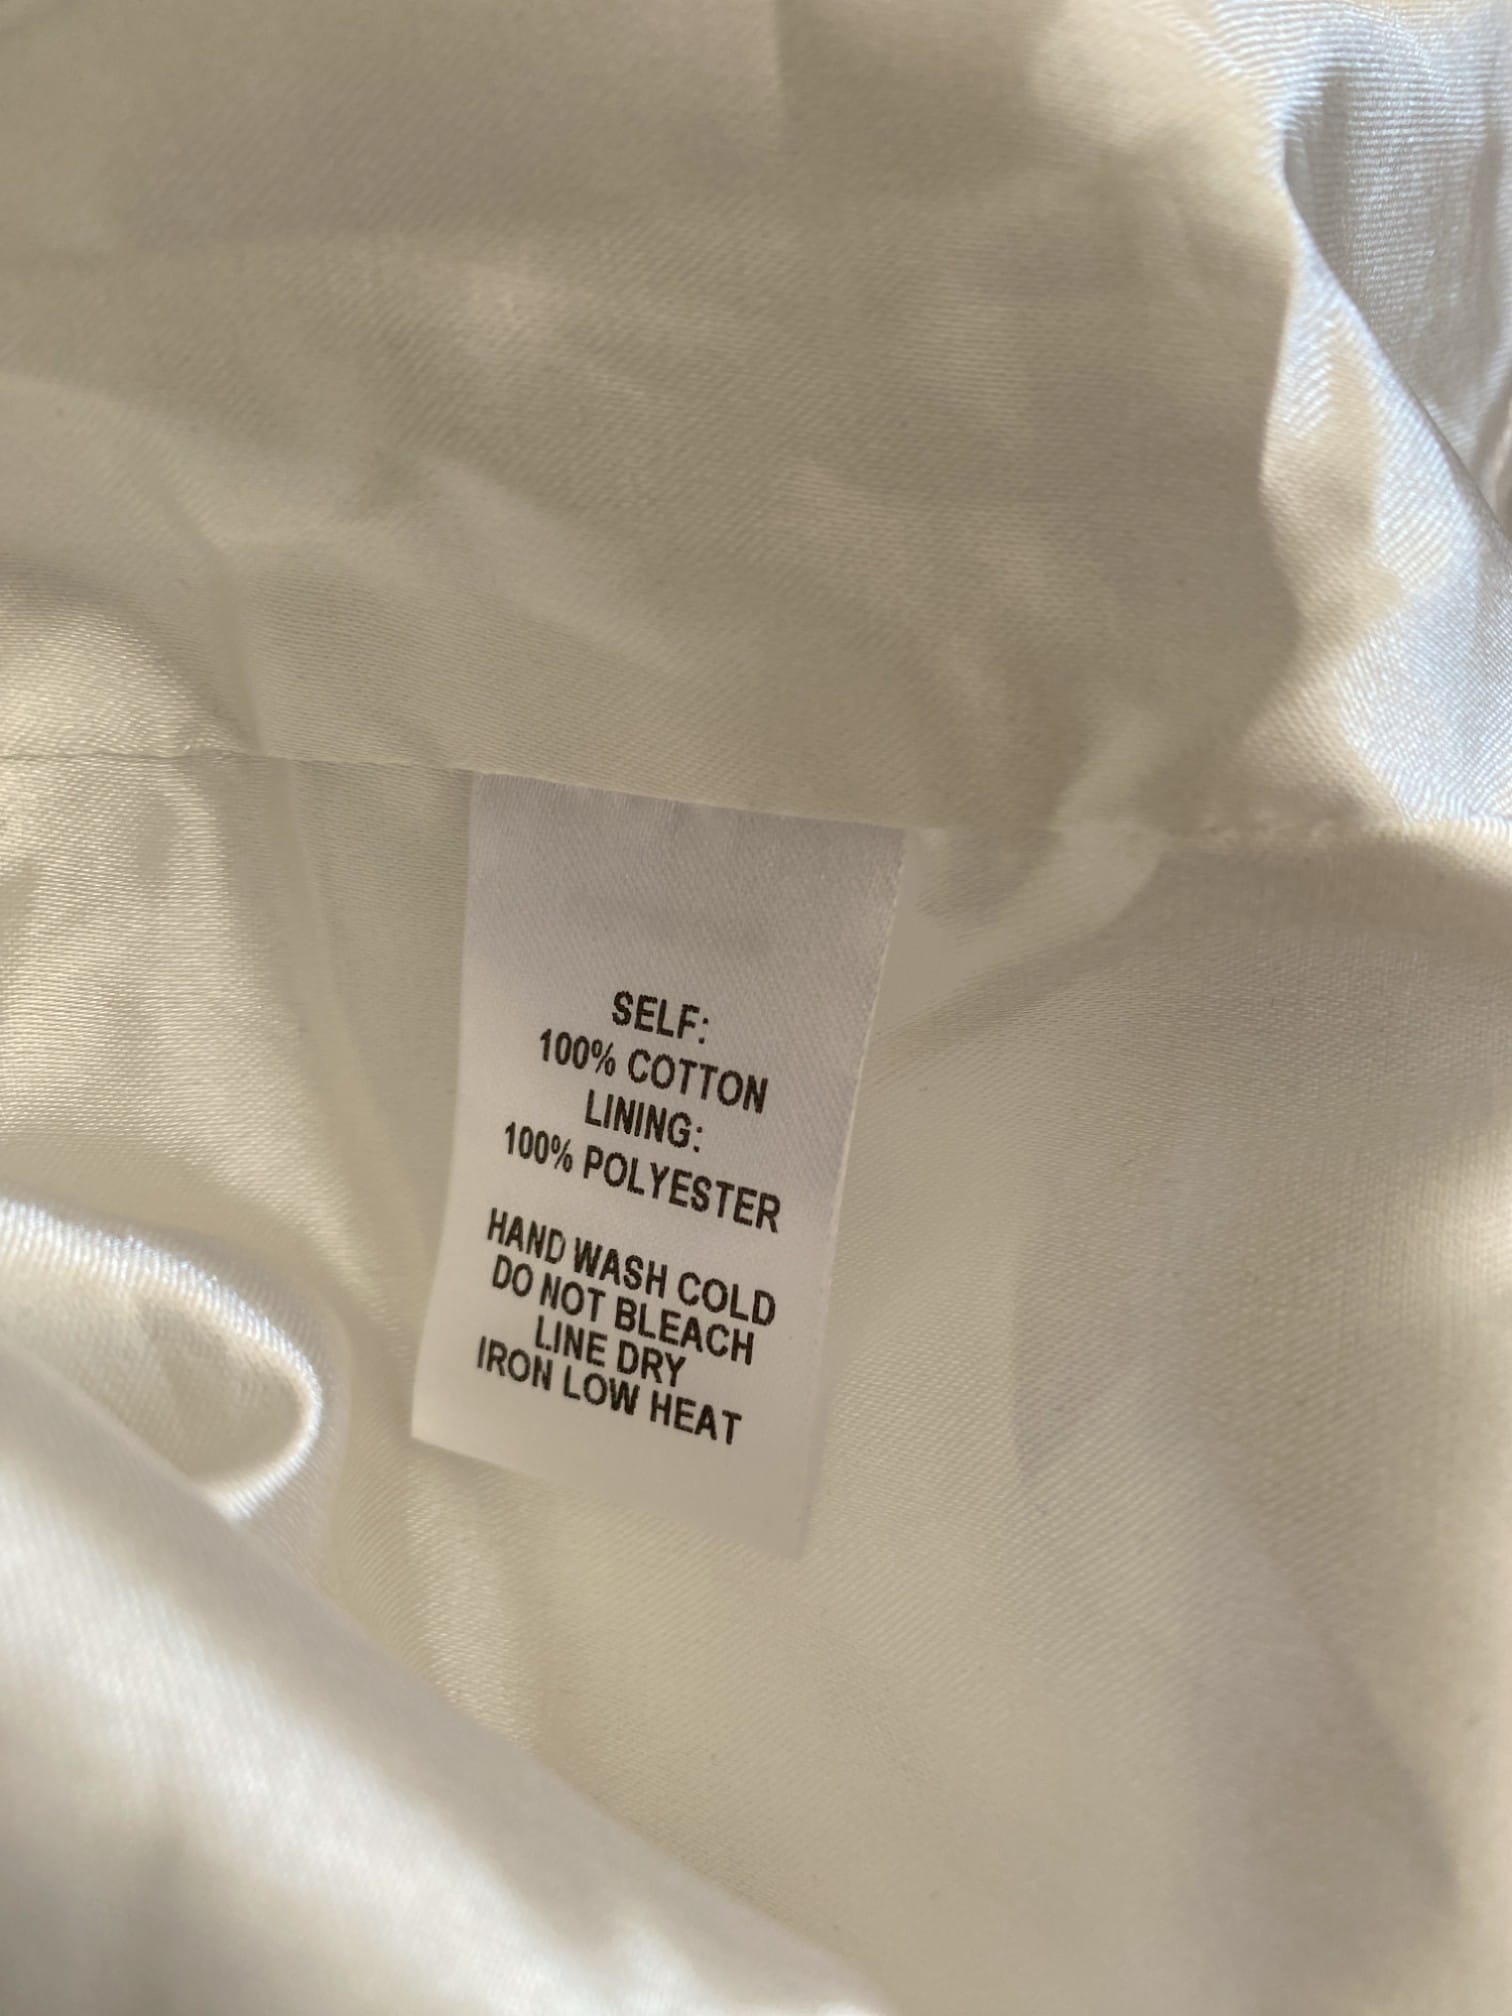 SELF:
100% COTTON
LINING:
100% POLYESTER
HAND WASH COLD
DO NOT BLEACH
LINE DRY
IRON LOW HEAT